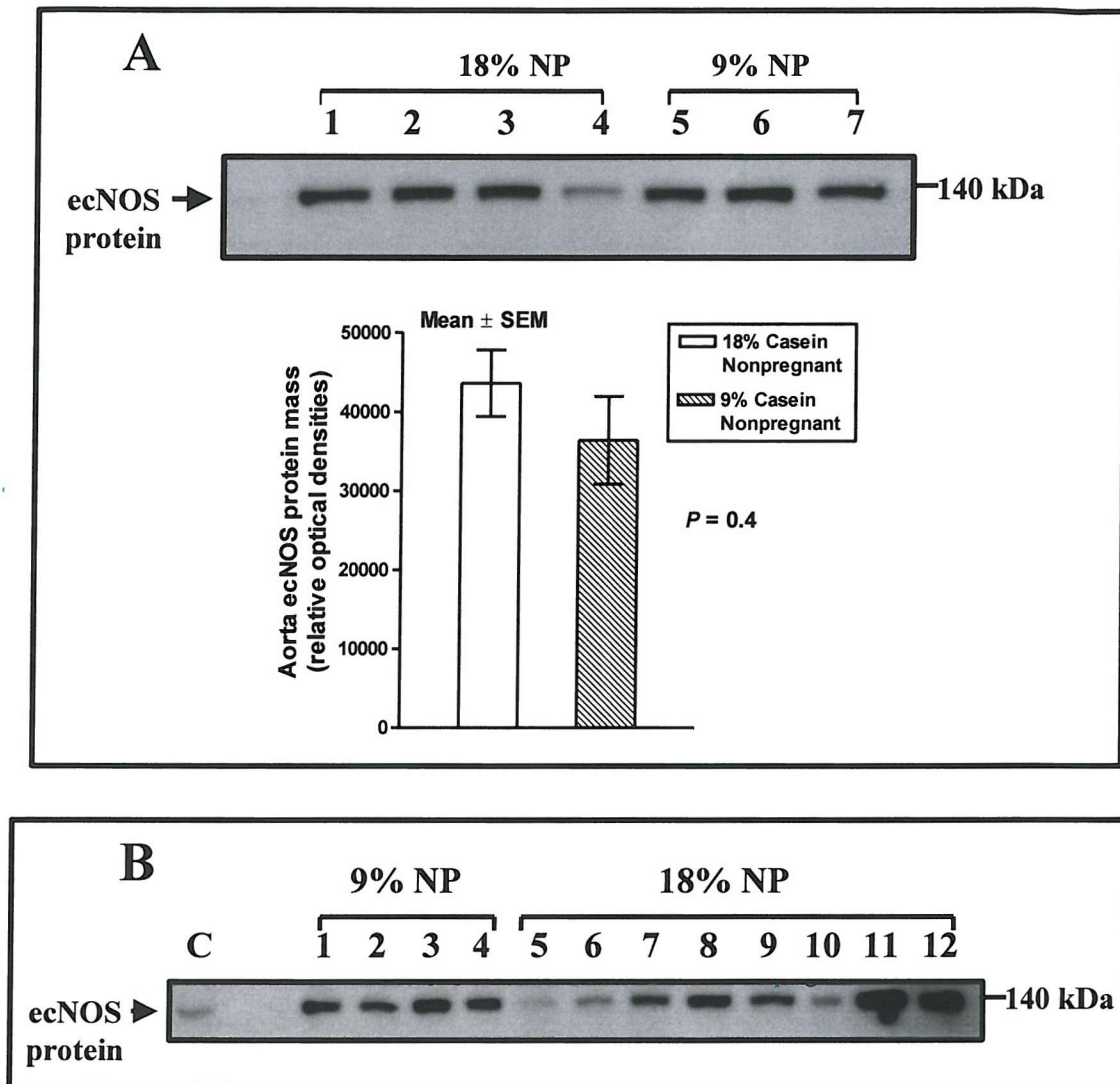 A
18% NP 9% NP
1 2 3 4 5 6 7
ecNOS
protein
140 kDa
Mean ± SEM
50000
40000
30000
20000
10000
0
Aorta ecNOS protein mass
(relative optical densities)
18% Casein
Nonpregnant
9% Casein
Nonpregnant
P = 0.4
B
9% NP 18% NP
C 1 2 3 4 5 6 7 8 9 10 11 12
ecNOS
protein
140 kDa